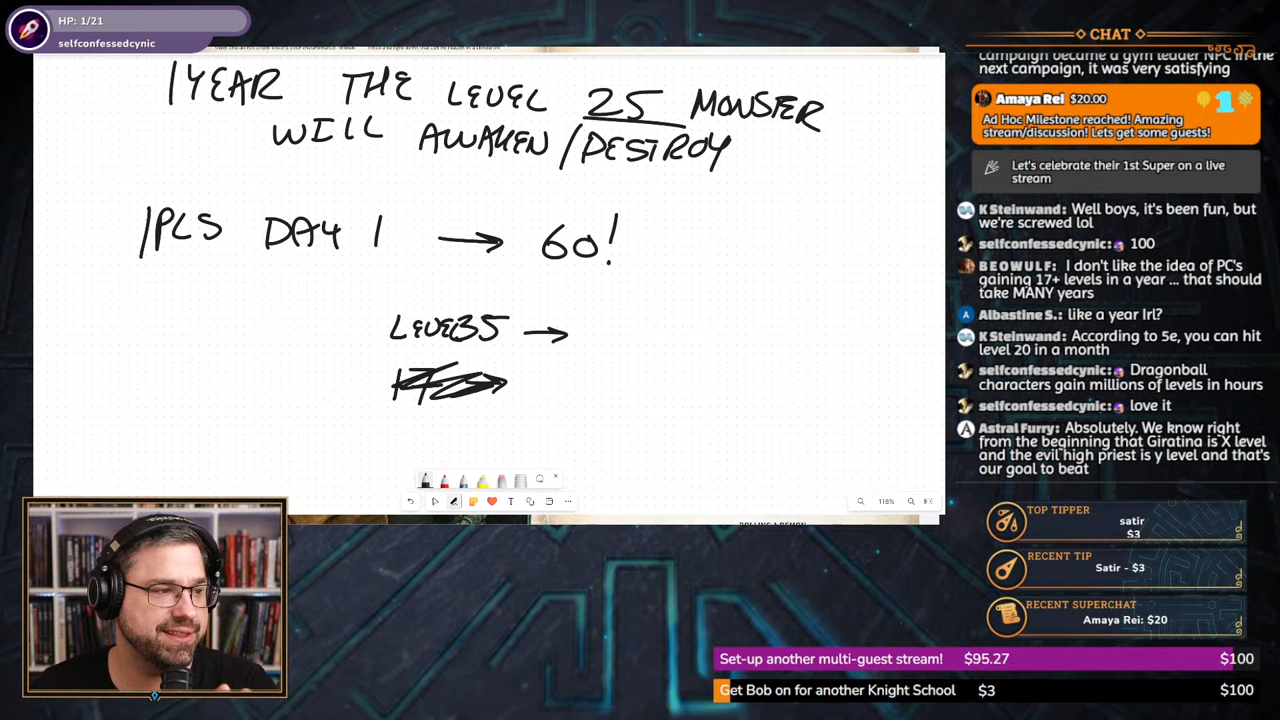 HP: 1/21
selfconfessedcynic
1 YEAR THE LEVEL 25 MONSTER
WILL AWAKEN / DESTROY
PCS DAY 1 → 60!
LEVEL 35 →
115%
CHAT
campaign became a gym leader NPC in the
next campaign, it was very satisfying
Amaya Rei $20.00
1
Ad Hoc Milestone reached! Amazing
stream/discussion! Lets get some guests!
Let's celebrate their 1st Super on a live
stream
K Steinwand: Well boys, it's been fun, but
we're screwed lol
selfconfessedcynic: 100
BEOWULF: I don't like the idea of PC's
gaining 17+ levels in a year ... that should
take MANY years
Albastine S.: like a year Irl?
K Steinwand: According to 5e, you can hit
level 20 in a month
selfconfessedcynic: Dragonball
characters gain millions of levels in hours
selfconfessedcynic: love it
Astral Furry: Absolutely. We know right
from the beginning that Giratina is X level
and the evil high priest is y level and that's
our goal to beat
TOP TIPPER
satir
$3
RECENT TIP
Satir - $3
RECENT SUPERCHAT
Amaya Rei: $20
Set-up another multi-guest stream! $95.27 $100
Get Bob on for another Knight School $3 $100